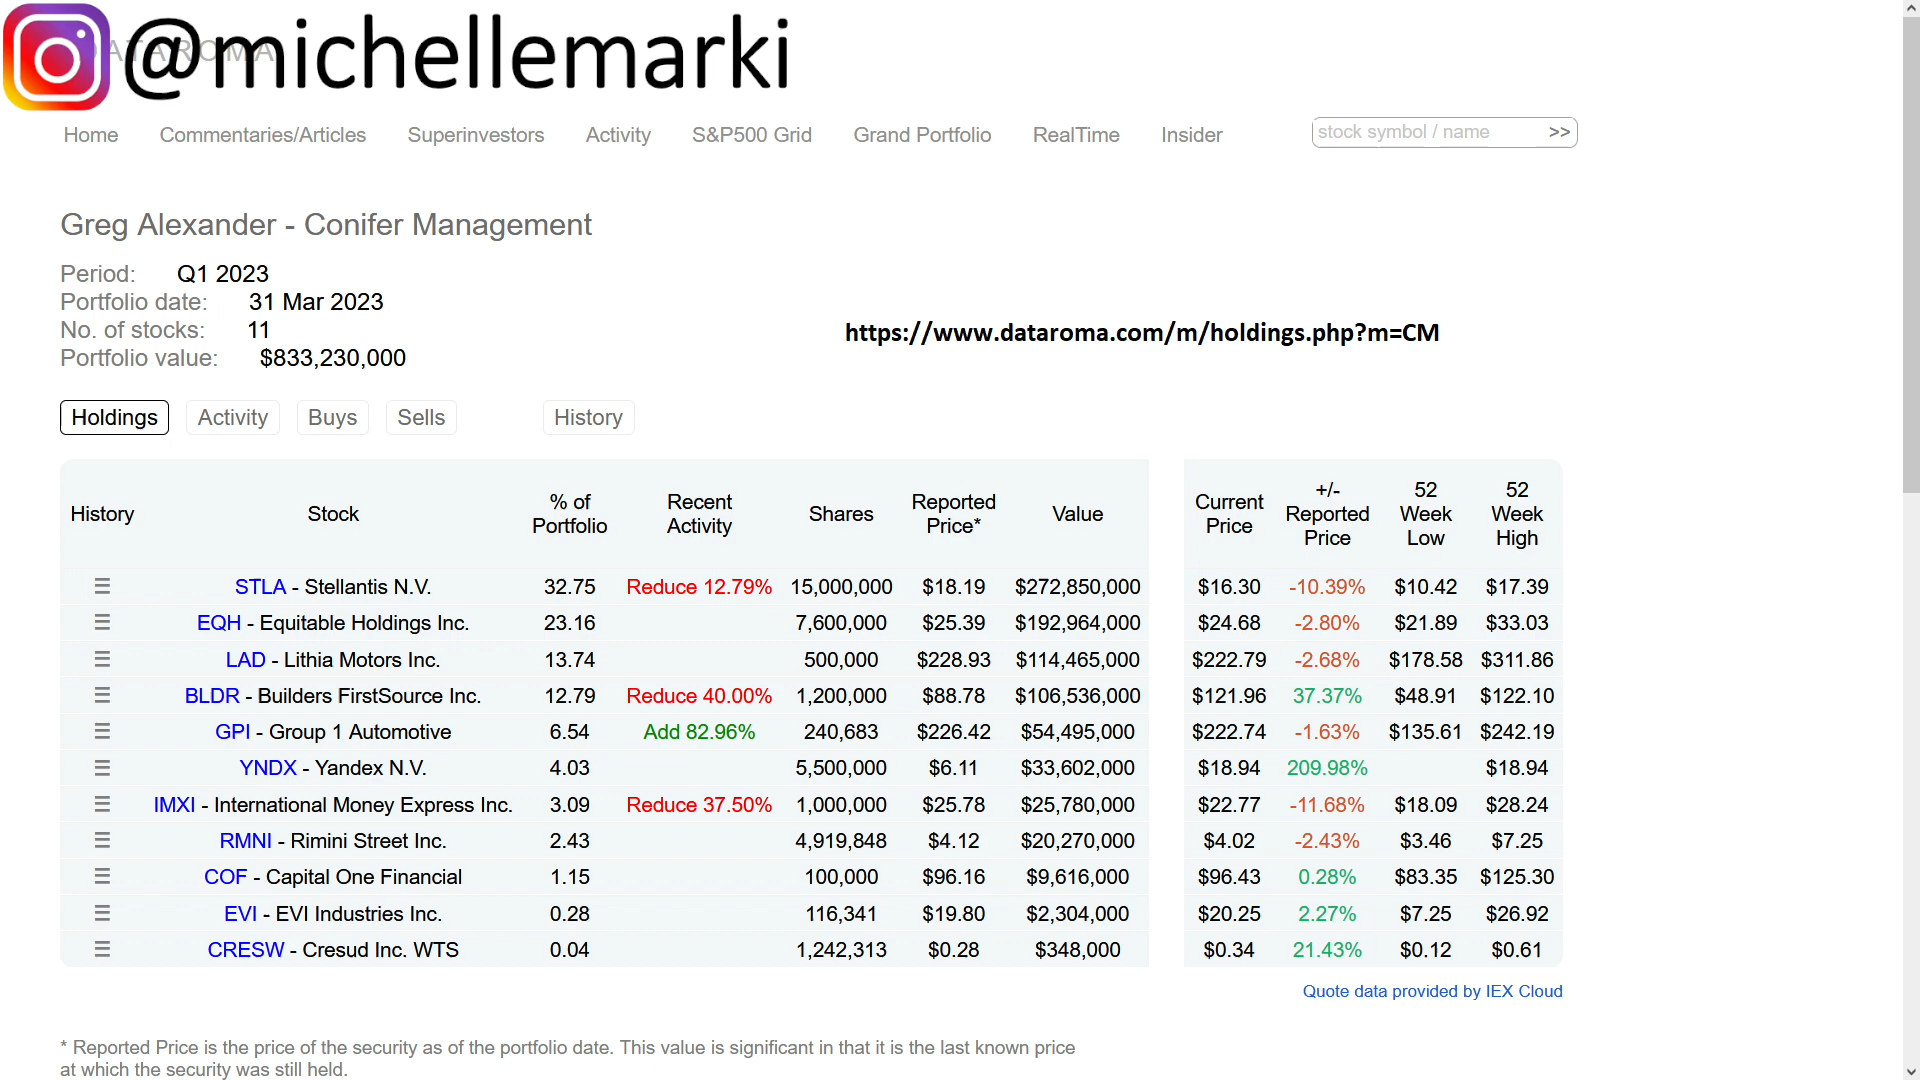 @michellemarki
DATAROMA
Home Commentaries/Articles Superinvestors Activity S&P500 Grid Grand Portfolio RealTime Insider stock symbol / name >>
Greg Alexander - Conifer Management
Period: Q1 2023
Portfolio date: 31 Mar 2023
No. of stocks: 11
Portfolio value: $833,230,000
https://www.dataroma.com/m/holdings.php?m=CM
Holdings Activity Buys Sells History
History Stock % of Portfolio Recent Activity Shares Reported Price* Value Current Price +/- Reported Price 52 Week Low 52 Week High
STLA - Stellantis N.V. 32.75 Reduce 12.79% 15,000,000 $18.19 $272,850,000 $16.30 -10.39% $10.42 $17.39
EQH - Equitable Holdings Inc. 23.16 7,600,000 $25.39 $192,964,000 $24.68 -2.80% $21.89 $33.03
LAD - Lithia Motors Inc. 13.74 500,000 $228.93 $114,465,000 $222.79 -2.68% $178.58 $311.86
BLDR - Builders FirstSource Inc. 12.79 Reduce 40.00% 1,200,000 $88.78 $106,536,000 $121.96 37.37% $48.91 $122.10
GPI - Group 1 Automotive 6.54 Add 82.96% 240,683 $226.42 $54,495,000 $222.74 -1.63% $135.61 $242.19
YNDX - Yandex N.V. 4.03 5,500,000 $6.11 $33,602,000 $18.94 209.98% $18.94
IMXI - International Money Express Inc. 3.09 Reduce 37.50% 1,000,000 $25.78 $25,780,000 $22.77 -11.68% $18.09 $28.24
RMNI - Rimini Street Inc. 2.43 4,919,848 $4.12 $20,270,000 $4.02 -2.43% $3.46 $7.25
COF - Capital One Financial 1.15 100,000 $96.16 $9,616,000 $96.43 0.28% $83.35 $125.30
EVI - EVI Industries Inc. 0.28 116,341 $19.80 $2,304,000 $20.25 2.27% $7.25 $26.92
CRESW - Cresud Inc. WTS 0.04 1,242,313 $0.28 $348,000 $0.34 21.43% $0.12 $0.61
Quote data provided by IEX Cloud
* Reported Price is the price of the security as of the portfolio date. This value is significant in that it is the last known price
at which the security was still held.